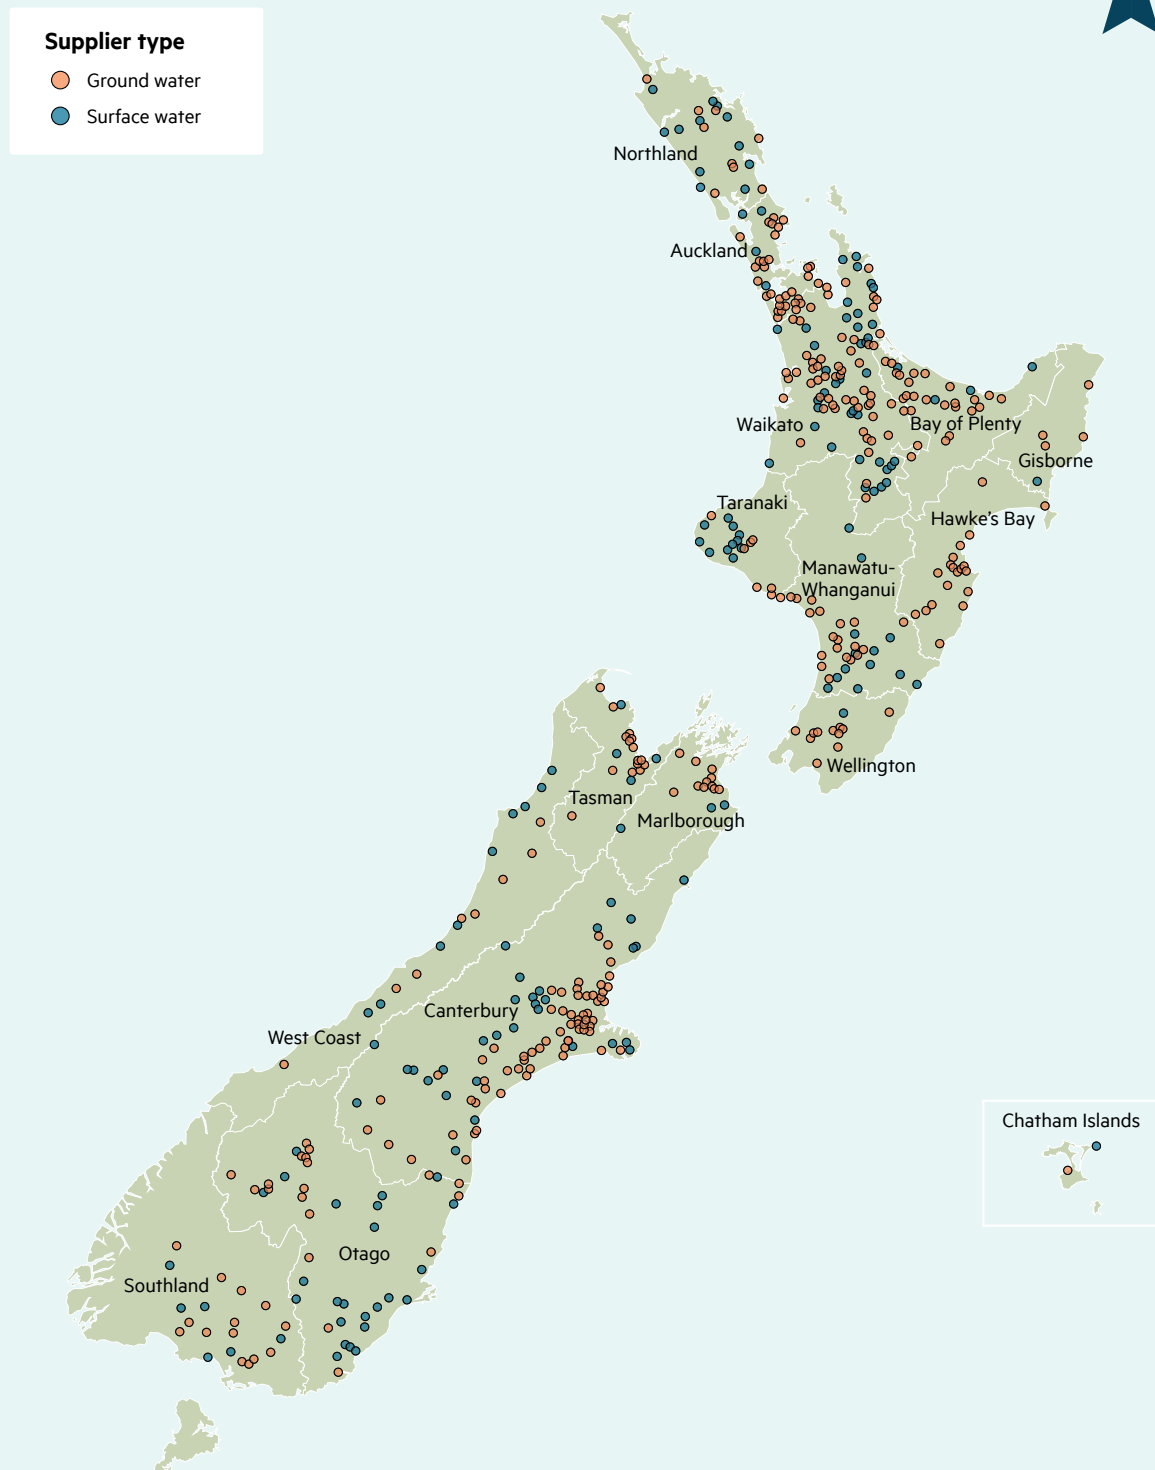 Supplier type
Ground water
Surface water
Northland
Auckland
Waikato
Bay of Plenty
Gisborne
Taranaki
Hawke's Bay
Manawatu-
Whanganui
Wellington
Tasman
Marlborough
Canterbury
West Coast
Chatham Islands
Otago
Southland